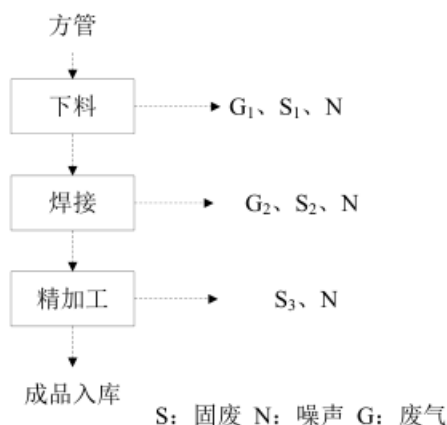 方管
下料
G₁、S₁、N
焊接
G₂、S₂、N
精加工
S₃、N
成品入库
S：固废 N：噪声 G：废气